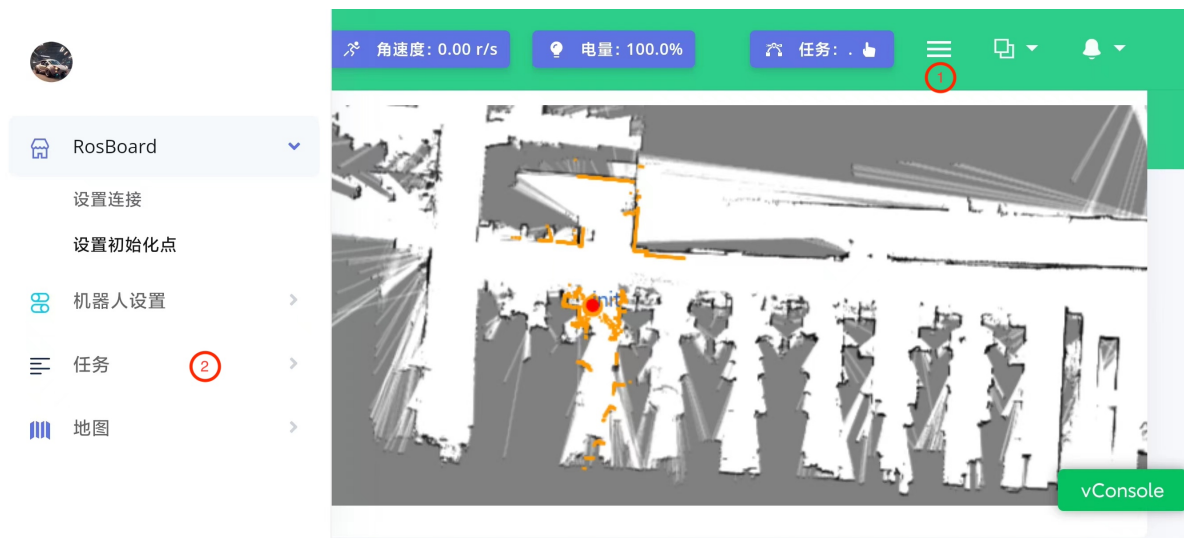 角速度: 0.00 r/s
电量: 100.0%
任务: .
1
RosBoard
设置连接
设置初始化点
机器人设置
任务
2
地图
init
vConsole